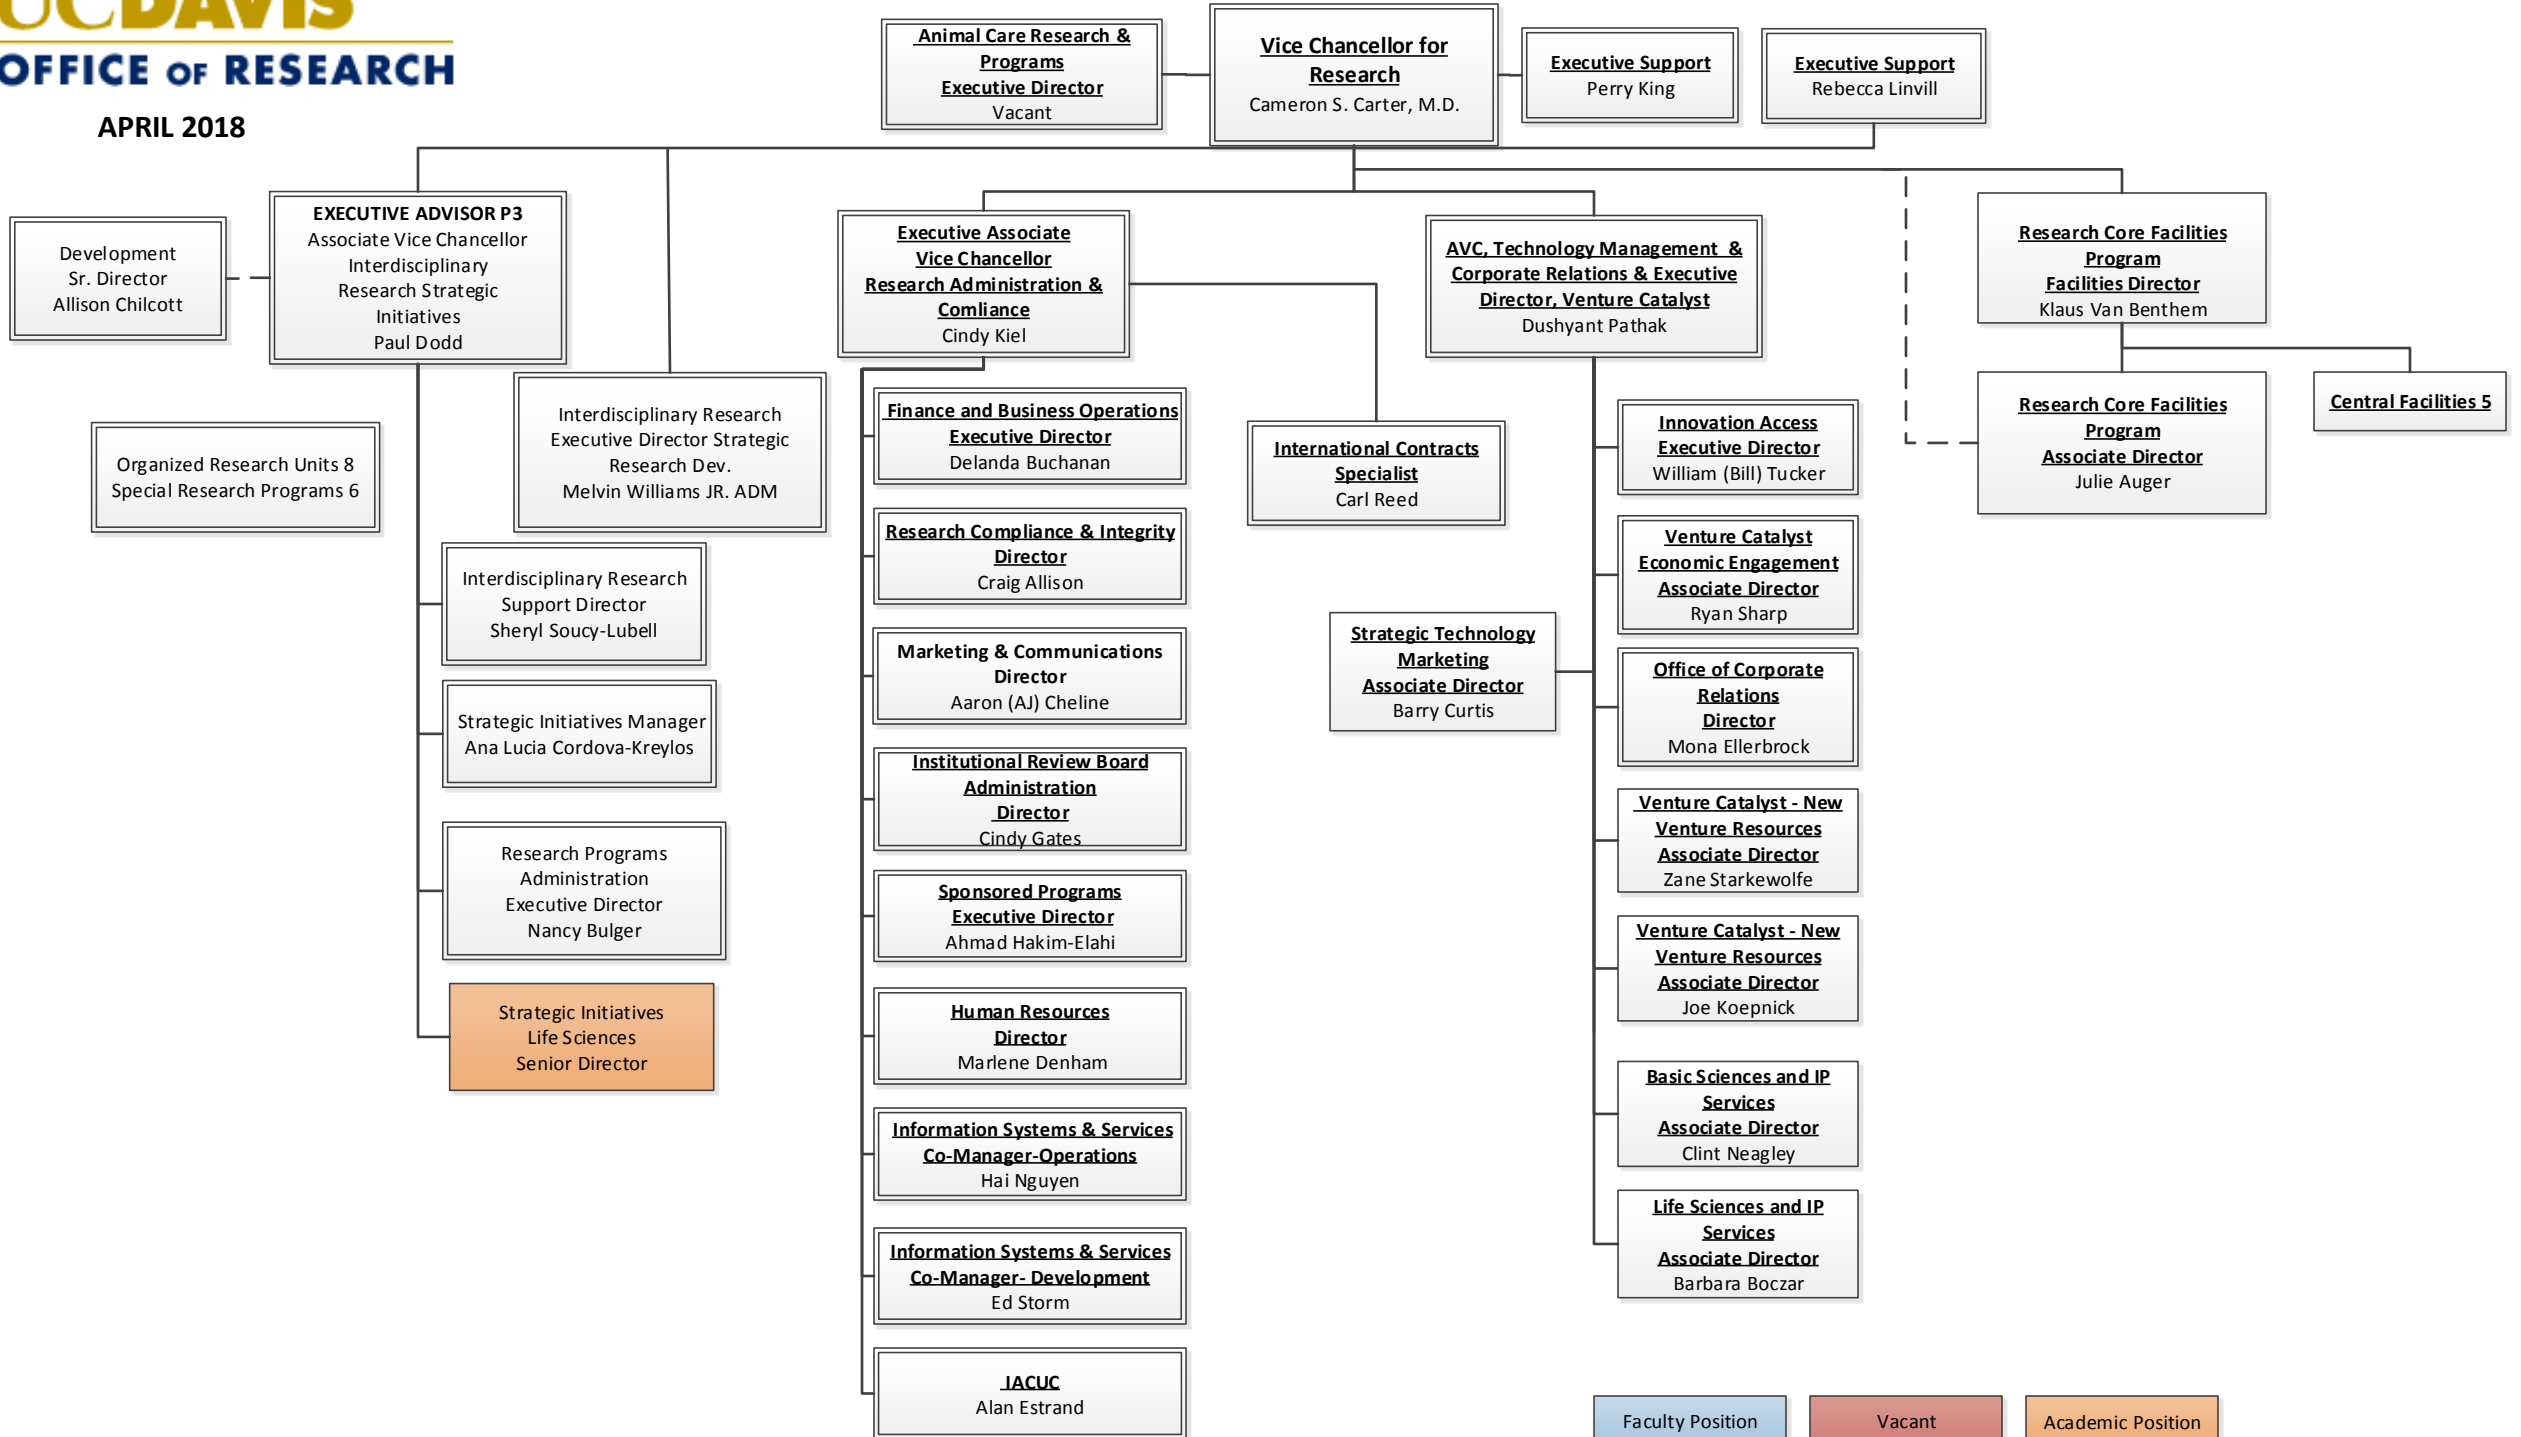 UCDAVIS
OFFICE OF RESEARCH
APRIL 2018
Animal Care Research &
Programs
Executive Director
Vacant
Vice Chancellor for
Research
Cameron S. Carter, M.D.
Executive Support
Perry King
Executive Support
Rebecca Linvill
Development
Sr. Director
Allison Chilcott
EXECUTIVE ADVISOR P3
Associate Vice Chancellor
Interdisciplinary
Research Strategic
Initiatives
Paul Dodd
Organized Research Units 8
Special Research Programs 6
Interdisciplinary Research
Executive Director Strategic
Research Dev.
Melvin Williams JR. ADM
Interdisciplinary Research
Support Director
Sheryl Soucy-Lubell
Strategic Initiatives Manager
Ana Lucia Cordova-Kreylos
Research Programs
Administration
Executive Director
Nancy Bulger
Strategic Initiatives
Life Sciences
Senior Director
Executive Associate
Vice Chancellor
Research Administration &
Comliance
Cindy Kiel
Finance and Business Operations
Executive Director
Delanda Buchanan
Research Compliance & Integrity
Director
Craig Allison
Marketing & Communications
Director
Aaron (AJ) Cheline
Institutional Review Board
Administration
Director
Cindy Gates
Sponsored Programs
Executive Director
Ahmad Hakim-Elahi
Human Resources
Director
Marlene Denham
Information Systems & Services
Co-Manager-Operations
Hai Nguyen
Information Systems & Services
Co-Manager- Development
Ed Storm
IACUC
Alan Estrand
International Contracts
Specialist
Carl Reed
AVC, Technology Management & 
Corporate Relations & Executive
Director, Venture Catalyst
Dushyant Pathak
Strategic Technology
Marketing
Associate Director
Barry Curtis
Innovation Access
Executive Director
William (Bill) Tucker
Venture Catalyst
Economic Engagement
Associate Director
Ryan Sharp
Office of Corporate
Relations
Director
Mona Ellerbrock
Venture Catalyst - New
Venture Resources
Associate Director
Zane Starkewolfe
Venture Catalyst - New
Venture Resources
Associate Director
Joe Koepnick
Basic Sciences and IP
Services
Associate Director
Clint Neagley
Life Sciences and IP
Services
Associate Director
Barbara Boczar
Research Core Facilities
Program
Facilities Director
Klaus Van Benthem
Research Core Facilities
Program
Associate Director
Julie Auger
Central Facilities 5
Faculty Position
Vacant
Academic Position